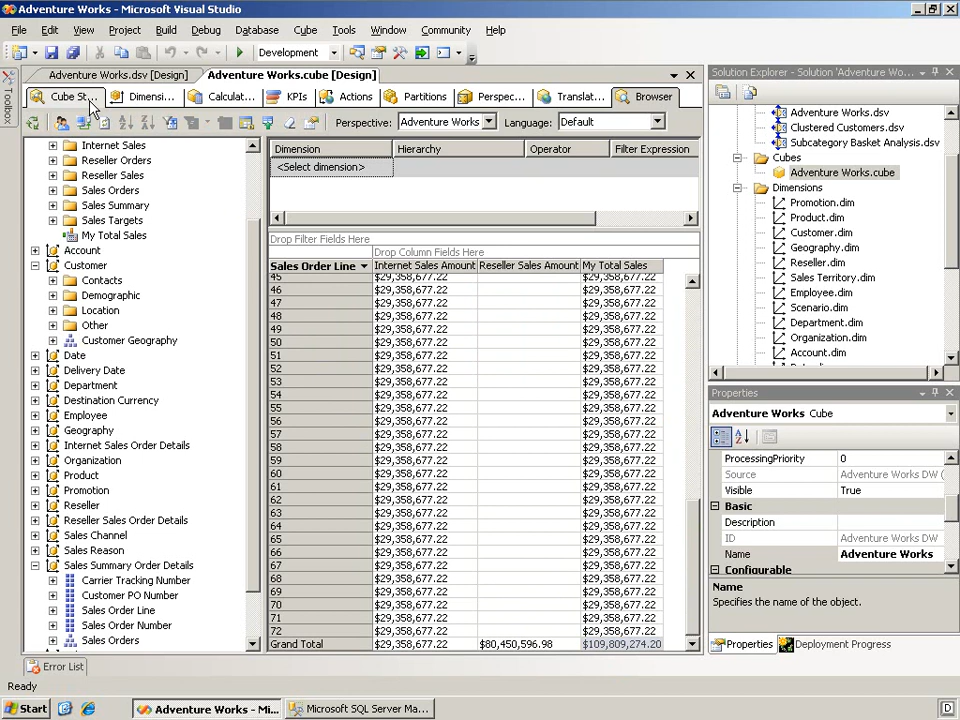 Adventure Works - Microsoft Visual Studio
File Edit View Project Build Debug Database Cube Tools Window Community Help
Development
Adventure Works.dsv [Design] Adventure Works.cube [Design]
Cube St... Dimensi... Calculat... KPIs Actions Partitions Perspec... Translat... Browser
Perspective: Adventure Works Language: Default
Toolbox
Internet Sales
Reseller Orders
Reseller Sales
Sales Orders
Sales Summary
Sales Targets
My Total Sales
Account
Customer
Contacts
Demographic
Location
Other
Customer Geography
Date
Delivery Date
Department
Destination Currency
Employee
Geography
Internet Sales Order Details
Organization
Product
Promotion
Reseller
Reseller Sales Order Details
Sales Channel
Sales Reason
Sales Summary Order Details
Carrier Tracking Number
Customer PO Number
Sales Order Line
Sales Order Number
Sales Orders
Dimension Hierarchy Operator Filter Expression
<Select dimension>
Drop Filter Fields Here
Drop Column Fields Here
Sales Order Line Internet Sales Amount Reseller Sales Amount My Total Sales
45 $29,358,677.22 $29,358,677.22
46 $29,358,677.22 $29,358,677.22
47 $29,358,677.22 $29,358,677.22
48 $29,358,677.22 $29,358,677.22
49 $29,358,677.22 $29,358,677.22
50 $29,358,677.22 $29,358,677.22
51 $29,358,677.22 $29,358,677.22
52 $29,358,677.22 $29,358,677.22
53 $29,358,677.22 $29,358,677.22
54 $29,358,677.22 $29,358,677.22
55 $29,358,677.22 $29,358,677.22
56 $29,358,677.22 $29,358,677.22
57 $29,358,677.22 $29,358,677.22
58 $29,358,677.22 $29,358,677.22
59 $29,358,677.22 $29,358,677.22
60 $29,358,677.22 $29,358,677.22
61 $29,358,677.22 $29,358,677.22
62 $29,358,677.22 $29,358,677.22
63 $29,358,677.22 $29,358,677.22
64 $29,358,677.22 $29,358,677.22
65 $29,358,677.22 $29,358,677.22
66 $29,358,677.22 $29,358,677.22
67 $29,358,677.22 $29,358,677.22
68 $29,358,677.22 $29,358,677.22
69 $29,358,677.22 $29,358,677.22
70 $29,358,677.22 $29,358,677.22
71 $29,358,677.22 $29,358,677.22
72 $29,358,677.22 $29,358,677.22
Grand Total $29,358,677.22 $80,450,596.98 $109,809,274.20
Solution Explorer - Solution 'Adventure Wo...
Adventure Works.dsv
Clustered Customers.dsv
Subcategory Basket Analysis.dsv
Cubes
Adventure Works.cube
Dimensions
Promotion.dim
Product.dim
Customer.dim
Geography.dim
Reseller.dim
Sales Territory.dim
Employee.dim
Scenario.dim
Department.dim
Organization.dim
Account.dim
Properties
Adventure Works Cube
ProcessingPriority 0
Source Adventure Works DW (
Visible True
Basic
Description
ID Adventure Works DW
Name Adventure Works
Configurable
Name
Specifies the name of the object.
Properties Deployment Progress
Error List
Ready
Start Adventure Works - Mi... Microsoft SQL Server Ma... D